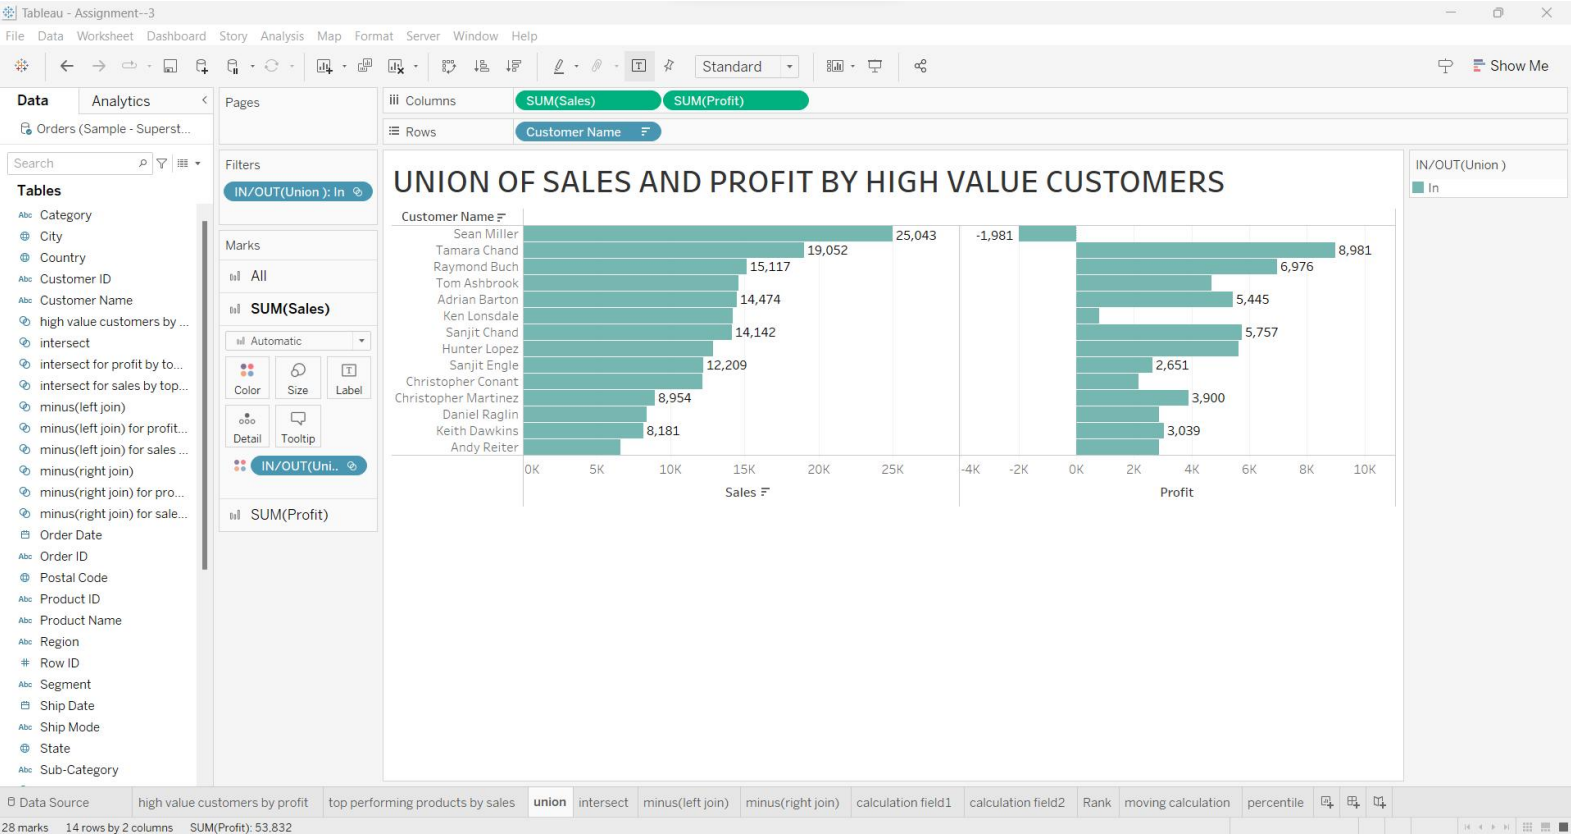 Tableau - Assignment--3
File Data Worksheet Dashboard Story Analysis Map Format Server Window Help
Standard
Show Me
Data
Analytics
Orders (Sample - Superst...
Search
Tables
Abc Category
City
Country
Abc Customer ID
Abc Customer Name
high value customers by ...
intersect
intersect for profit by to...
intersect for sales by top...
minus(left join)
minus(left join) for profit...
minus(left join) for sales ...
minus(right join)
minus(right join) for pro...
minus(right join) for sale...
Order Date
Abc Order ID
Postal Code
Abc Product ID
Abc Product Name
Abc Region
# Row ID
Abc Segment
Ship Date
Abc Ship Mode
State
Abc Sub-Category
Pages
Filters
IN/OUT(Union ): In
Marks
All
SUM(Sales)
Automatic
Color Size Label
Detail Tooltip
IN/OUT(Uni..
SUM(Profit)
Columns SUM(Sales) SUM(Profit)
Rows Customer Name
UNION OF SALES AND PROFIT BY HIGH VALUE CUSTOMERS
Customer Name
Sean Miller 25,043 -1,981
Tamara Chand 19,052 8,981
Raymond Buch 15,117 6,976
Tom Ashbrook
Adrian Barton 14,474 5,445
Ken Lonsdale
Sanjit Chand 14,142 5,757
Hunter Lopez
Sanjit Engle 12,209 2,651
Christopher Conant
Christopher Martinez 8,954 3,900
Daniel Raglin
Keith Dawkins 8,181 3,039
Andy Reiter
0K 5K 10K 15K 20K 25K -4K -2K 0K 2K 4K 6K 8K 10K
Sales Profit
IN/OUT(Union )
In
Data Source high value customers by profit top performing products by sales union intersect minus(left join) minus(right join) calculation field1 calculation field2 Rank moving calculation percentile
28 marks 14 rows by 2 columns SUM(Profit): 53,832